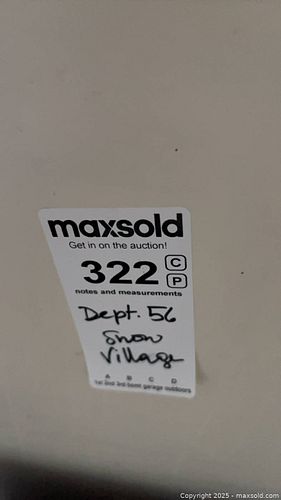 maxsold
Get in on the auction!
322 C
P
notes and measurements
Dept. 56
Snow
Village
A B C D
1st 2nd 3rd bsmt garage outdoors
Copyright 2025 - maxsold.com